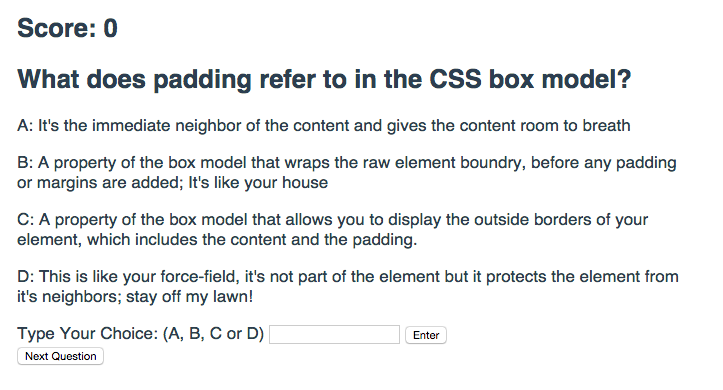 Score: 0
What does padding refer to in the CSS box model?
A: It's the immediate neighbor of the content and gives the content room to breath
B: A property of the box model that wraps the raw element boundry, before any padding
or margins are added; It's like your house
C: A property of the box model that allows you to display the outside borders of your
element, which includes the content and the padding.
D: This is like your force-field, it's not part of the element but it protects the element from
it's neighbors; stay off my lawn!
Type Your Choice: (A, B, C or D) Enter
Next Question